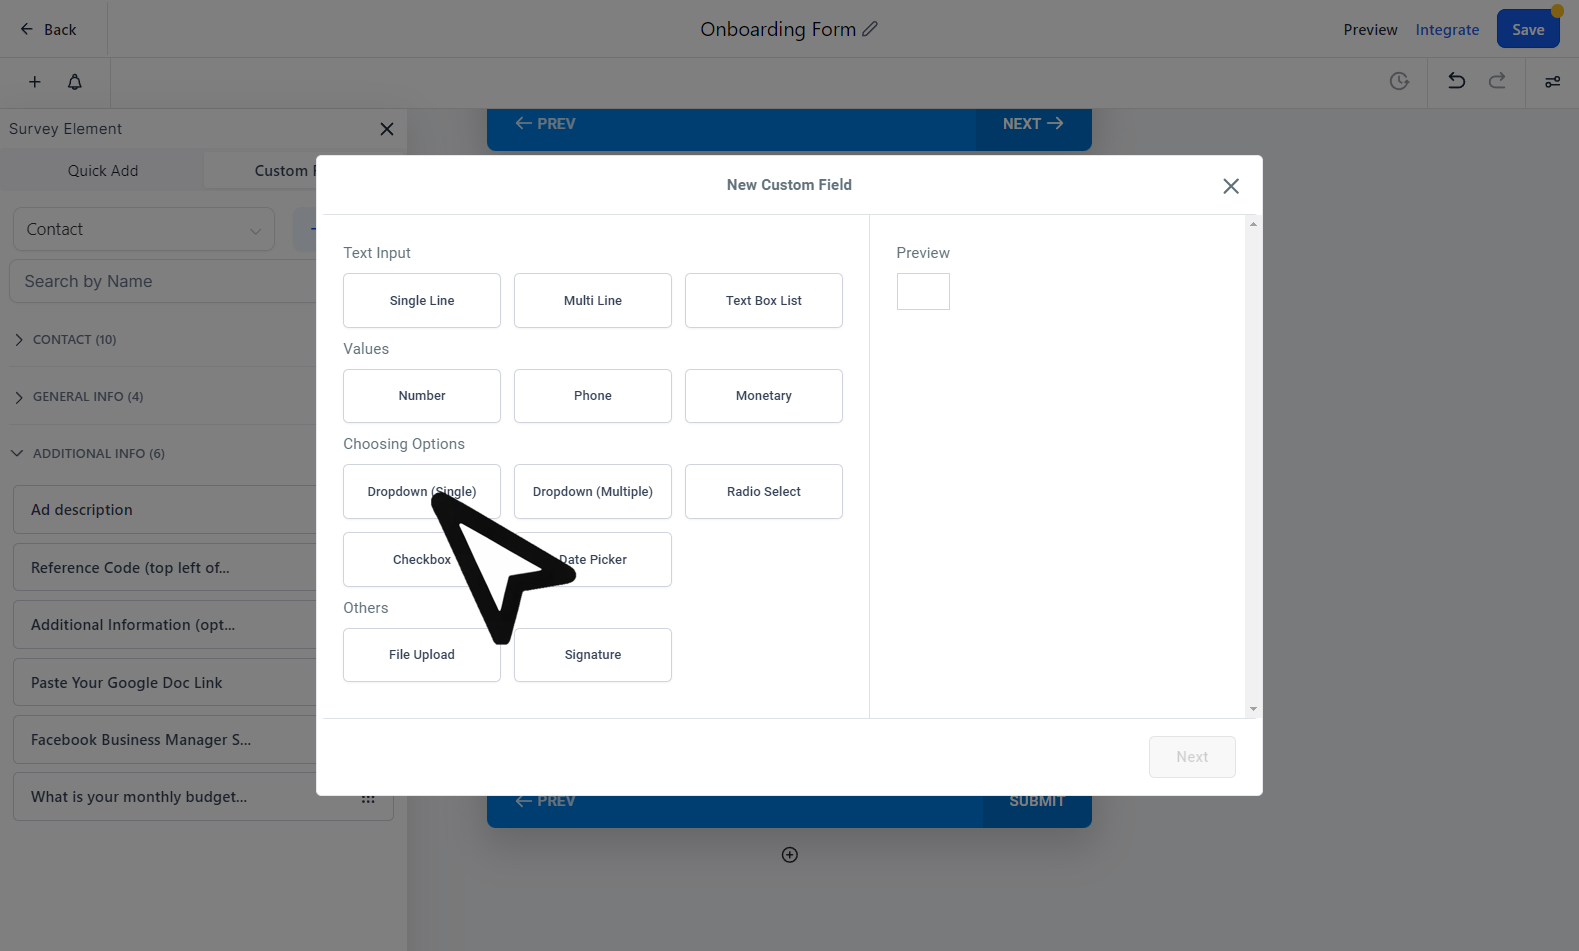 Back
Onboarding Form
Preview
Integrate
Save
Survey Element
Quick Add
Custom
Contact
Search by Name
CONTACT (10)
GENERAL INFO (4)
ADDITIONAL INFO (6)
Ad description
Reference Code (top left of...
Additional Information (opt...
Paste Your Google Doc Link
Facebook Business Manager S...
What is your monthly budget...
PREV
NEXT
New Custom Field
Text Input
Single Line
Multi Line
Text Box List
Values
Number
Phone
Monetary
Choosing Options
Dropdown (Single)
Dropdown (Multiple)
Radio Select
Checkbox
Date Picker
Others
File Upload
Signature
Preview
Next
PREV
SUBMIT